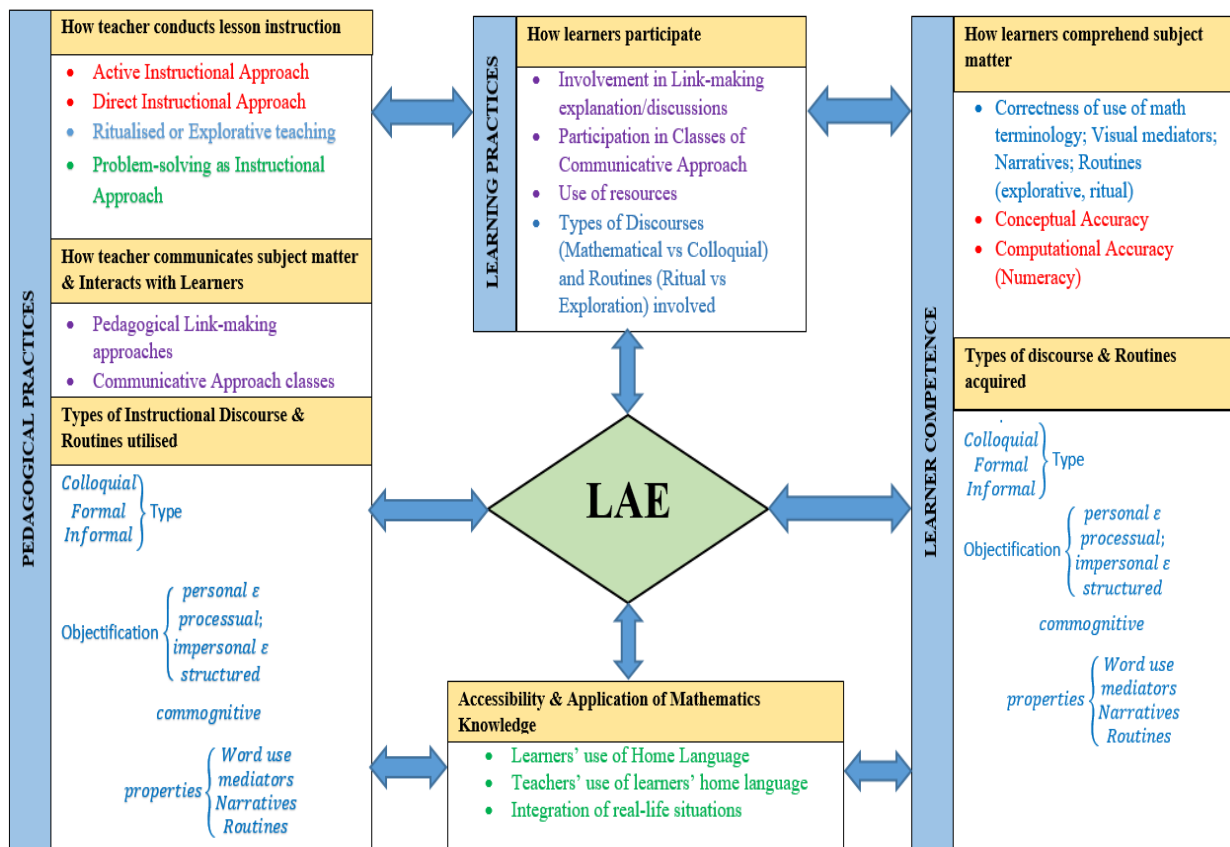 PEDAGOGICAL PRACTICES
How teacher conducts lesson instruction
• Active Instructional Approach
• Direct Instructional Approach
• Ritualised or Explorative teaching
• Problem-solving as Instructional
Approach
How teacher communicates subject matter
& Interacts with Learners
• Pedagogical Link-making
approaches
• Communicative Approach classes
Types of Instructional Discourse &
Routines utilised
Colloquial
Formal
Informal
Type
Objectification
personal ε
processual;
impersonal ε
structured
commognitive
properties
Word use
mediators
Narratives
Routines
LEARNING PRACTICES
How learners participate
• Involvement in Link-making
explanation/discussions
• Participation in Classes of
Communicative Approach
• Use of resources
• Types of Discourses
(Mathematical vs Colloquial)
and Routines (Ritual vs
Exploration) involved
LAE
Accessibility & Application of Mathematics
Knowledge
• Learners' use of Home Language
• Teachers' use of learners' home language
• Integration of real-life situations
LEARNER COMPETENCE
How learners comprehend subject
matter
• Correctness of use of math
terminology; Visual mediators;
Narratives; Routines
(explorative, ritual)
• Conceptual Accuracy
• Computational Accuracy
(Numeracy)
Types of discourse & Routines
acquired
Colloquial
Formal
Informal
Type
Objectification
personal ε
processual;
impersonal ε
structured
commognitive
properties
Word use
mediators
Narratives
Routines